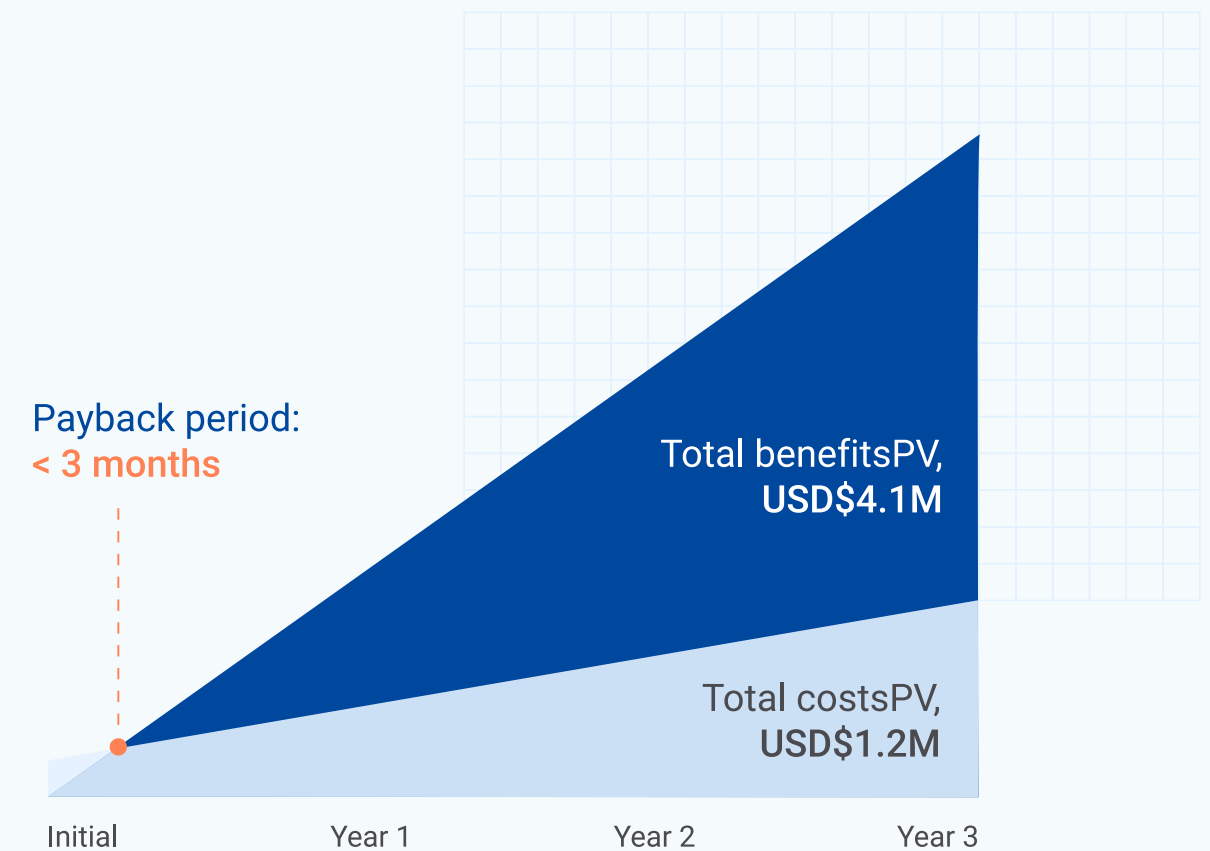 Payback period:
< 3 months
Total benefitsPV,
USD$4.1M
Total costsPV,
USD$1.2M
Initial
Year 1
Year 2
Year 3